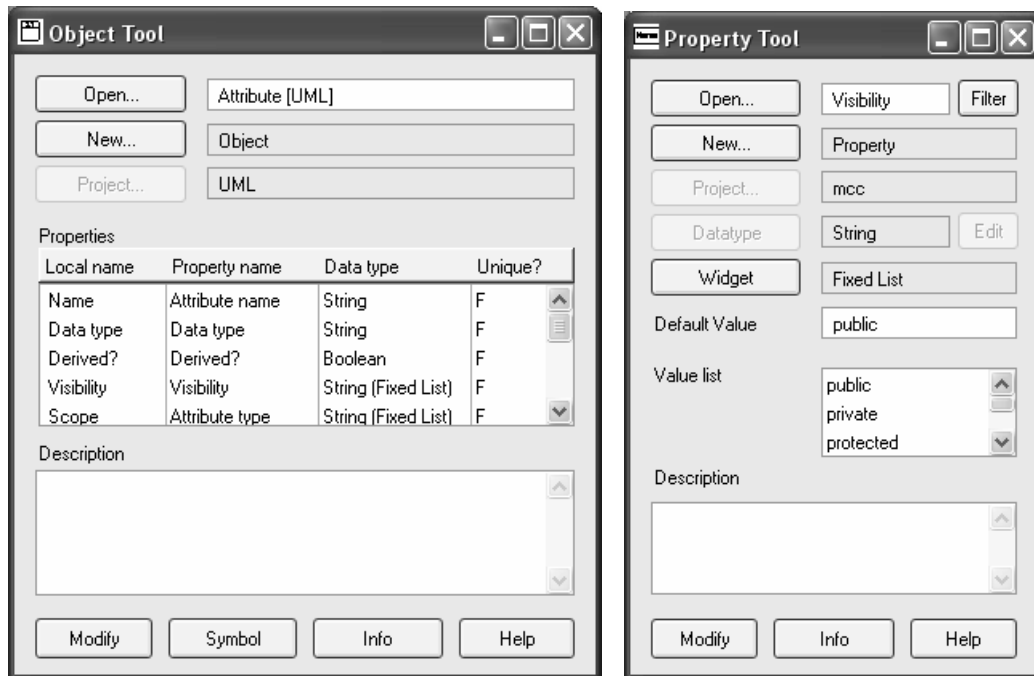 Object Tool
Open... Attribute [UML]
New... Object
Project... UML
Properties
Local name Property name Data type Unique?
Name Attribute name String F
Data type Data type String F
Derived? Derived? Boolean F
Visibility Visibility String (Fixed List) F
Scope Attribute type String (Fixed List) F
Description
Modify Symbol Info Help
Property Tool
Open... Visibility Filter
New... Property
Project... mcc
Datatype String Edit
Widget Fixed List
Default Value public
Value list public
private
protected
Description
Modify Info Help